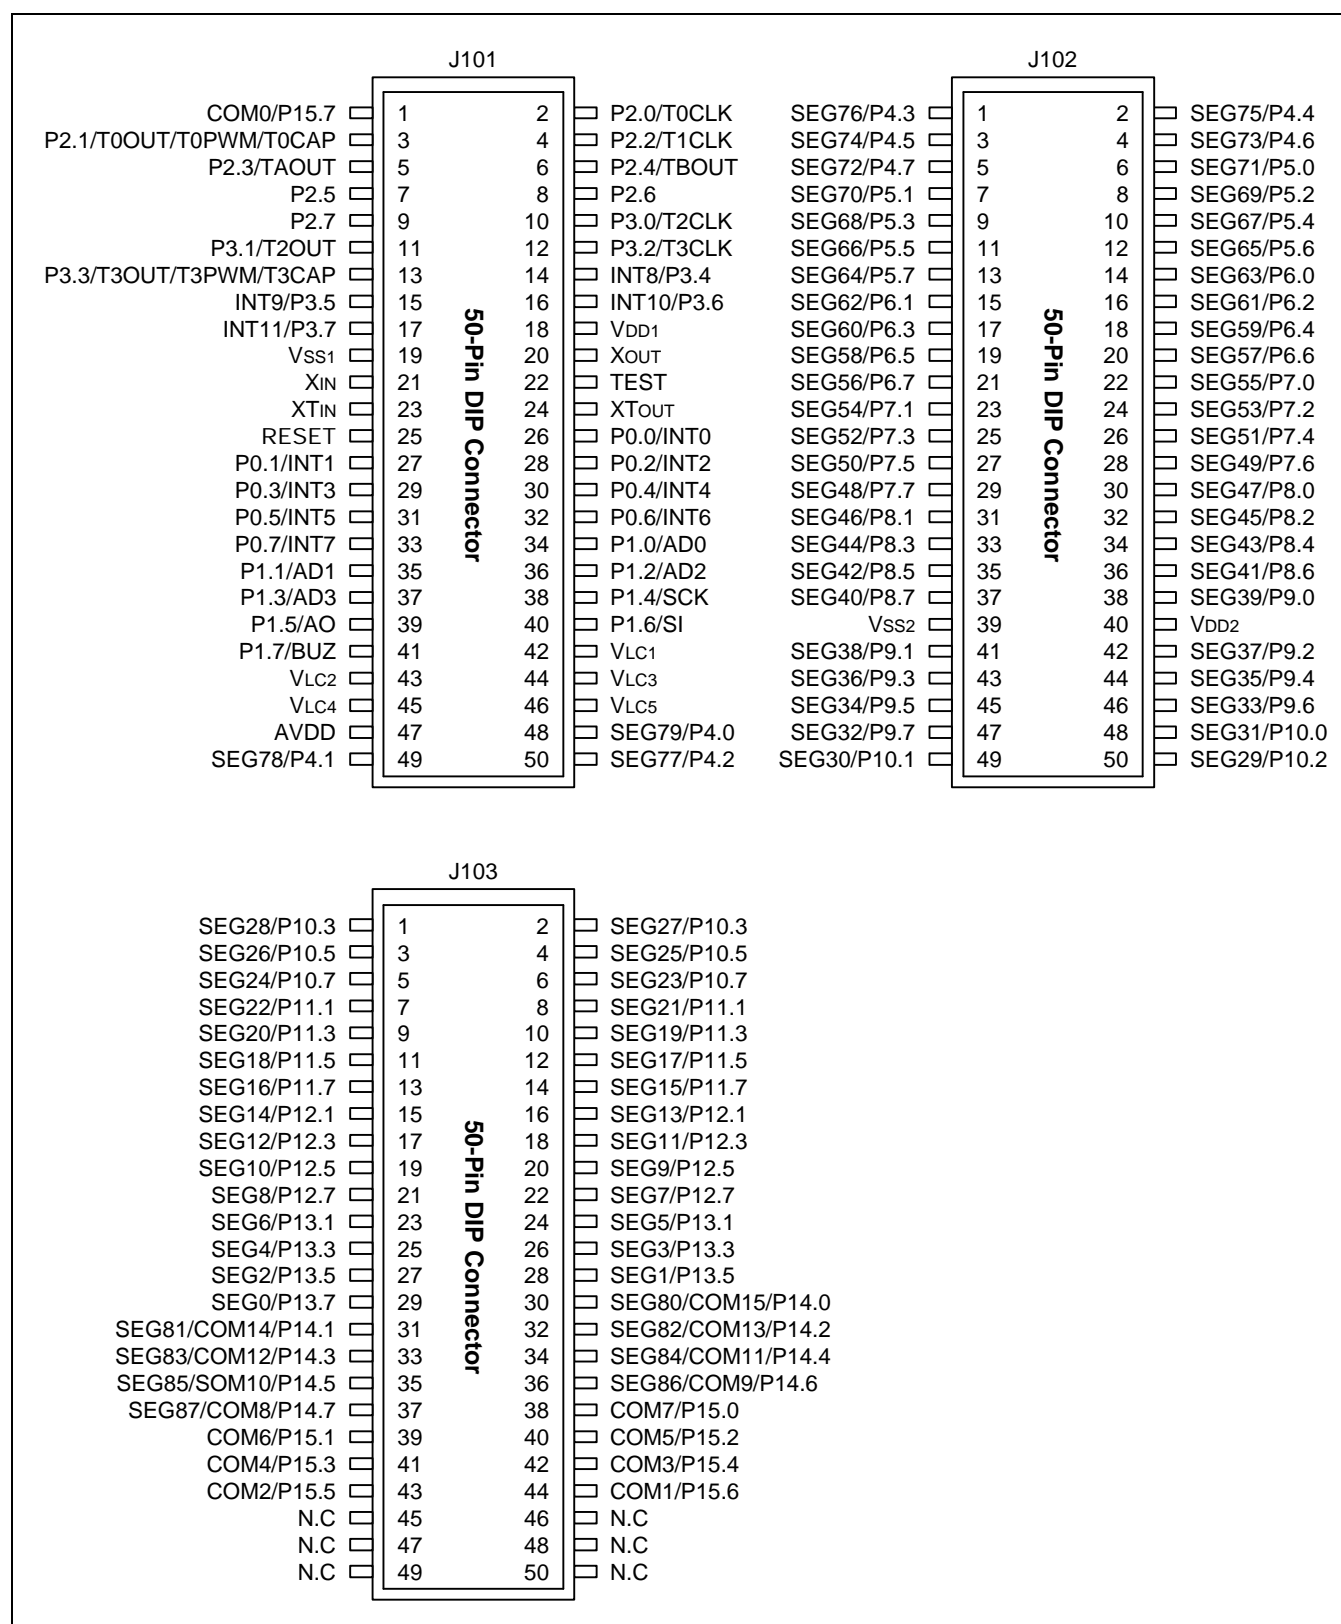 J101
COM0/P15.7 1 2 P2.0/T0CLK
P2.1/T0OUT/T0PWM/T0CAP 3 4 P2.2/T1CLK
P2.3/TAOUT 5 6 P2.4/TBOUT
P2.5 7 8 P2.6
P2.7 9 10 P3.0/T2CLK
P3.1/T2OUT 11 12 P3.2/T3CLK
P3.3/T3OUT/T3PWM/T3CAP 13 14 INT8/P3.4
INT9/P3.5 15 16 INT10/P3.6
INT11/P3.7 17 18 VDD1
VSS1 19 20 XOUT
XIN 21 22 TEST
XTIN 23 24 XTOUT
RESET 25 26 P0.0/INT0
P0.1/INT1 27 28 P0.2/INT2
P0.3/INT3 29 30 P0.4/INT4
P0.5/INT5 31 32 P0.6/INT6
P0.7/INT7 33 34 P1.0/AD0
P1.1/AD1 35 36 P1.2/AD2
P1.3/AD3 37 38 P1.4/SCK
P1.5/AO 39 40 P1.6/SI
P1.7/BUZ 41 42 VLC1
VLC2 43 44 VLC3
VLC4 45 46 VLC5
AVDD 47 48 SEG79/P4.0
SEG78/P4.1 49 50 SEG77/P4.2
50-Pin DIP Connector
J102
SEG76/P4.3 1 2 SEG75/P4.4
SEG74/P4.5 3 4 SEG73/P4.6
SEG72/P4.7 5 6 SEG71/P5.0
SEG70/P5.1 7 8 SEG69/P5.2
SEG68/P5.3 9 10 SEG67/P5.4
SEG66/P5.5 11 12 SEG65/P5.6
SEG64/P5.7 13 14 SEG63/P6.0
SEG62/P6.1 15 16 SEG61/P6.2
SEG60/P6.3 17 18 SEG59/P6.4
SEG58/P6.5 19 20 SEG57/P6.6
SEG56/P6.7 21 22 SEG55/P7.0
SEG54/P7.1 23 24 SEG53/P7.2
SEG52/P7.3 25 26 SEG51/P7.4
SEG50/P7.5 27 28 SEG49/P7.6
SEG48/P7.7 29 30 SEG47/P8.0
SEG46/P8.1 31 32 SEG45/P8.2
SEG44/P8.3 33 34 SEG43/P8.4
SEG42/P8.5 35 36 SEG41/P8.6
SEG40/P8.7 37 38 SEG39/P9.0
VSS2 39 40 VDD2
SEG38/P9.1 41 42 SEG37/P9.2
SEG36/P9.3 43 44 SEG35/P9.4
SEG34/P9.5 45 46 SEG33/P9.6
SEG32/P9.7 47 48 SEG31/P10.0
SEG30/P10.1 49 50 SEG29/P10.2
50-Pin DIP Connector
J103
SEG28/P10.3 1 2 SEG27/P10.3
SEG26/P10.5 3 4 SEG25/P10.5
SEG24/P10.7 5 6 SEG23/P10.7
SEG22/P11.1 7 8 SEG21/P11.1
SEG20/P11.3 9 10 SEG19/P11.3
SEG18/P11.5 11 12 SEG17/P11.5
SEG16/P11.7 13 14 SEG15/P11.7
SEG14/P12.1 15 16 SEG13/P12.1
SEG12/P12.3 17 18 SEG11/P12.3
SEG10/P12.5 19 20 SEG9/P12.5
SEG8/P12.7 21 22 SEG7/P12.7
SEG6/P13.1 23 24 SEG5/P13.1
SEG4/P13.3 25 26 SEG3/P13.3
SEG2/P13.5 27 28 SEG1/P13.5
SEG0/P13.7 29 30 SEG80/COM15/P14.0
SEG81/COM14/P14.1 31 32 SEG82/COM13/P14.2
SEG83/COM12/P14.3 33 34 SEG84/COM11/P14.4
SEG85/SOM10/P14.5 35 36 SEG86/COM9/P14.6
SEG87/COM8/P14.7 37 38 COM7/P15.0
COM6/P15.1 39 40 COM5/P15.2
COM4/P15.3 41 42 COM3/P15.4
COM2/P15.5 43 44 COM1/P15.6
N.C 45 46 N.C
N.C 47 48 N.C
N.C 49 50 N.C
50-Pin DIP Connector